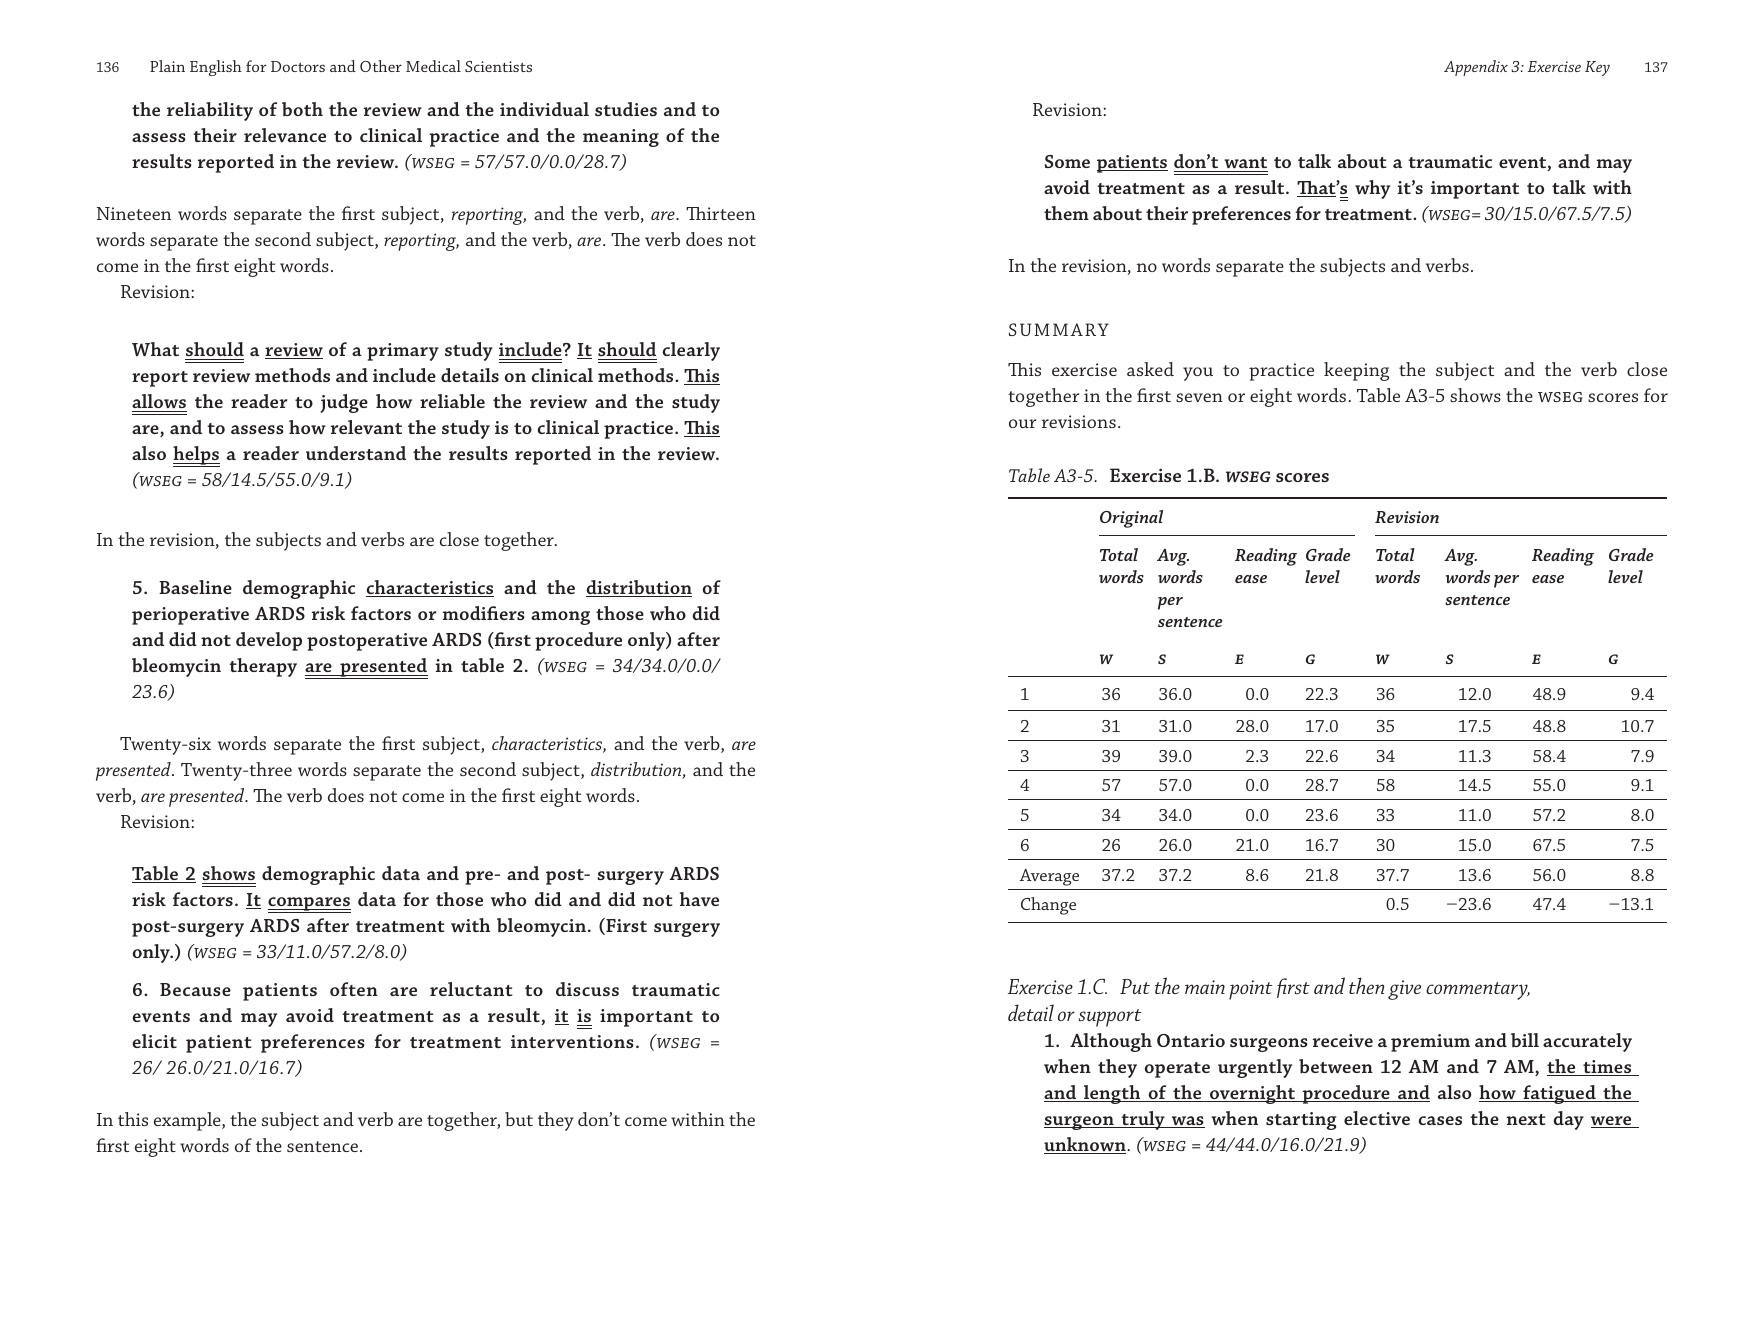 136 Plain English for Doctors and Other Medical Scientists
the reliability of both the review and the individual studies and to
assess their relevance to clinical practice and the meaning of the
results reported in the review. (WSEG = 57/57.0/0.0/28.7)
Nineteen words separate the first subject, reporting, and the verb, are. Thirteen
words separate the second subject, reporting, and the verb, are. The verb does not
come in the first eight words.
Revision:
What should a review of a primary study include? It should clearly
report review methods and include details on clinical methods. This
allows the reader to judge how reliable the review and the study
are, and to assess how relevant the study is to clinical practice. This
also helps a reader understand the results reported in the review.
(WSEG = 58/14.5/55.0/9.1)
In the revision, the subjects and verbs are close together.
5. Baseline demographic characteristics and the distribution of
perioperative ARDS risk factors or modifiers among those who did
and did not develop postoperative ARDS (first procedure only) after
bleomycin therapy are presented in table 2. (WSEG = 34/34.0/0.0/
23.6)
Twenty-six words separate the first subject, characteristics, and the verb, are
presented. Twenty-three words separate the second subject, distribution, and the
verb, are presented. The verb does not come in the first eight words.
Revision:
Table 2 shows demographic data and pre- and post- surgery ARDS
risk factors. It compares data for those who did and did not have
post-surgery ARDS after treatment with bleomycin. (First surgery
only.) (WSEG = 33/11.0/57.2/8.0)
6. Because patients often are reluctant to discuss traumatic
events and may avoid treatment as a result, it is important to
elicit patient preferences for treatment interventions. (WSEG =
26/ 26.0/21.0/16.7)
In this example, the subject and verb are together, but they don't come within the
first eight words of the sentence.
Appendix 3: Exercise Key 137
Revision:
Some patients don't want to talk about a traumatic event, and may
avoid treatment as a result. That's why it's important to talk with
them about their preferences for treatment. (WSEG= 30/15.0/67.5/7.5)
In the revision, no words separate the subjects and verbs.
SUMMARY
This exercise asked you to practice keeping the subject and the verb close
together in the first seven or eight words. Table A3-5 shows the WSEG scores for
our revisions.
Table A3-5. Exercise 1.B. WSEG scores
Original Revision
Total Avg. Reading Grade Total Avg. Reading Grade
words words ease level words words per ease level
per sentence
sentence
W S E G W S E G
1 36 36.0 0.0 22.3 36 12.0 48.9 9.4
2 31 31.0 28.0 17.0 35 17.5 48.8 10.7
3 39 39.0 2.3 22.6 34 11.3 58.4 7.9
4 57 57.0 0.0 28.7 58 14.5 55.0 9.1
5 34 34.0 0.0 23.6 33 11.0 57.2 8.0
6 26 26.0 21.0 16.7 30 15.0 67.5 7.5
Average 37.2 37.2 8.6 21.8 37.7 13.6 56.0 8.8
Change 0.5 −23.6 47.4 −13.1
Exercise 1.C. Put the main point first and then give commentary,
detail or support
1. Although Ontario surgeons receive a premium and bill accurately
when they operate urgently between 12 AM and 7 AM, the times
and length of the overnight procedure and also how fatigued the
surgeon truly was when starting elective cases the next day were
unknown. (WSEG = 44/44.0/16.0/21.9)